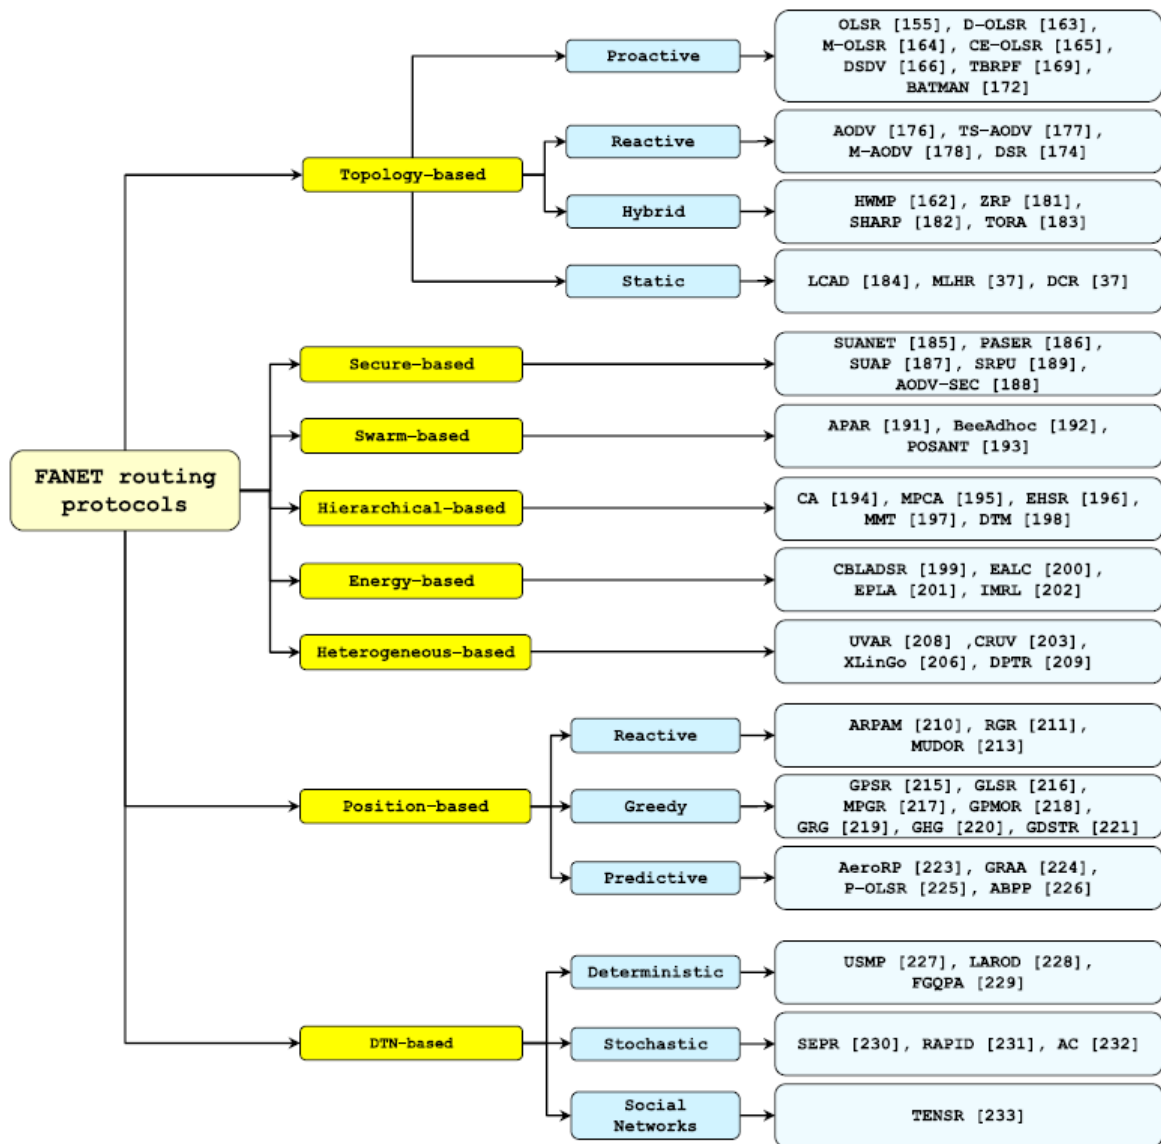 OLSR [155], D-OLSR [163],
M-OLSR [164], CE-OLSR [165],
DSDV [166], TBRPF [169],
BATMAN [172]
Proactive
AODV [176], TS-AODV [177],
M-AODV [178], DSR [174]
Reactive
Topology-based
HWMP [162], ZRP [181],
SHARP [182], TORA [183]
Hybrid
Static
LCAD [184], MLHR [37], DCR [37]
SUANET [185], PASER [186],
SUAP [187], SRPU [189],
AODV-SEC [188]
Secure-based
Swarm-based
APAR [191], BeeAdhoc [192],
POSANT [193]
FANET routing
protocols
Hierarchical-based
CA [194], MPCA [195], EHSR [196],
MMT [197], DTM [198]
Energy-based
CBLADSR [199], EALC [200],
EPLA [201], IMRL [202]
Heterogeneous-based
UVAR [208] ,CRUV [203],
XLinGo [206], DPTR [209]
Reactive
ARPAM [210], RGR [211],
MUDOR [213]
Position-based
Greedy
GPSR [215], GLSR [216],
MPGR [217], GPMOR [218],
GRG [219], GHG [220], GDSTR [221]
Predictive
AeroRP [223], GRAA [224],
P-OLSR [225], ABPP [226]
Deterministic
USMP [227], LAROD [228],
FGQPA [229]
DTN-based
Stochastic
SEPR [230], RAPID [231], AC [232]
Social
Networks
TENSR [233]